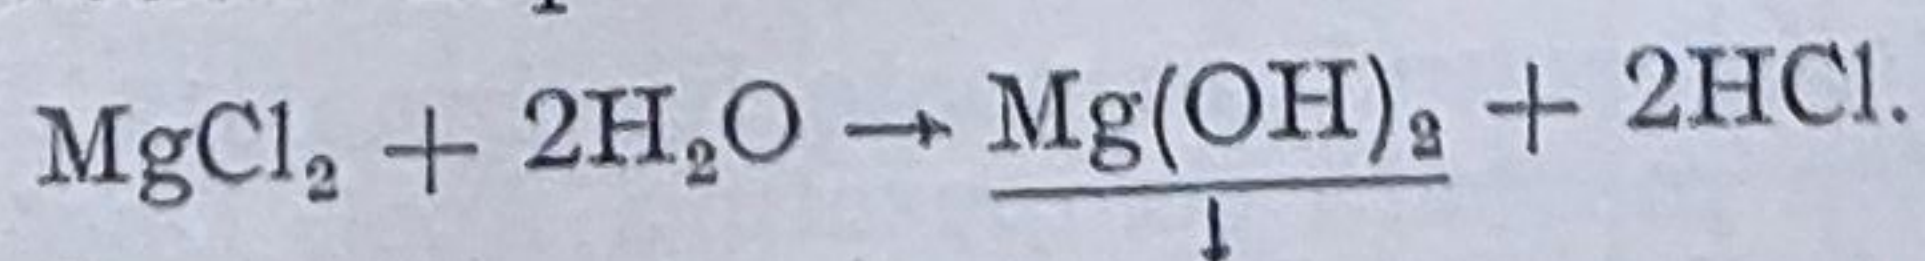 MgCl₂ + 2H₂O → Mg(OH)₂ + 2HCl.
↓